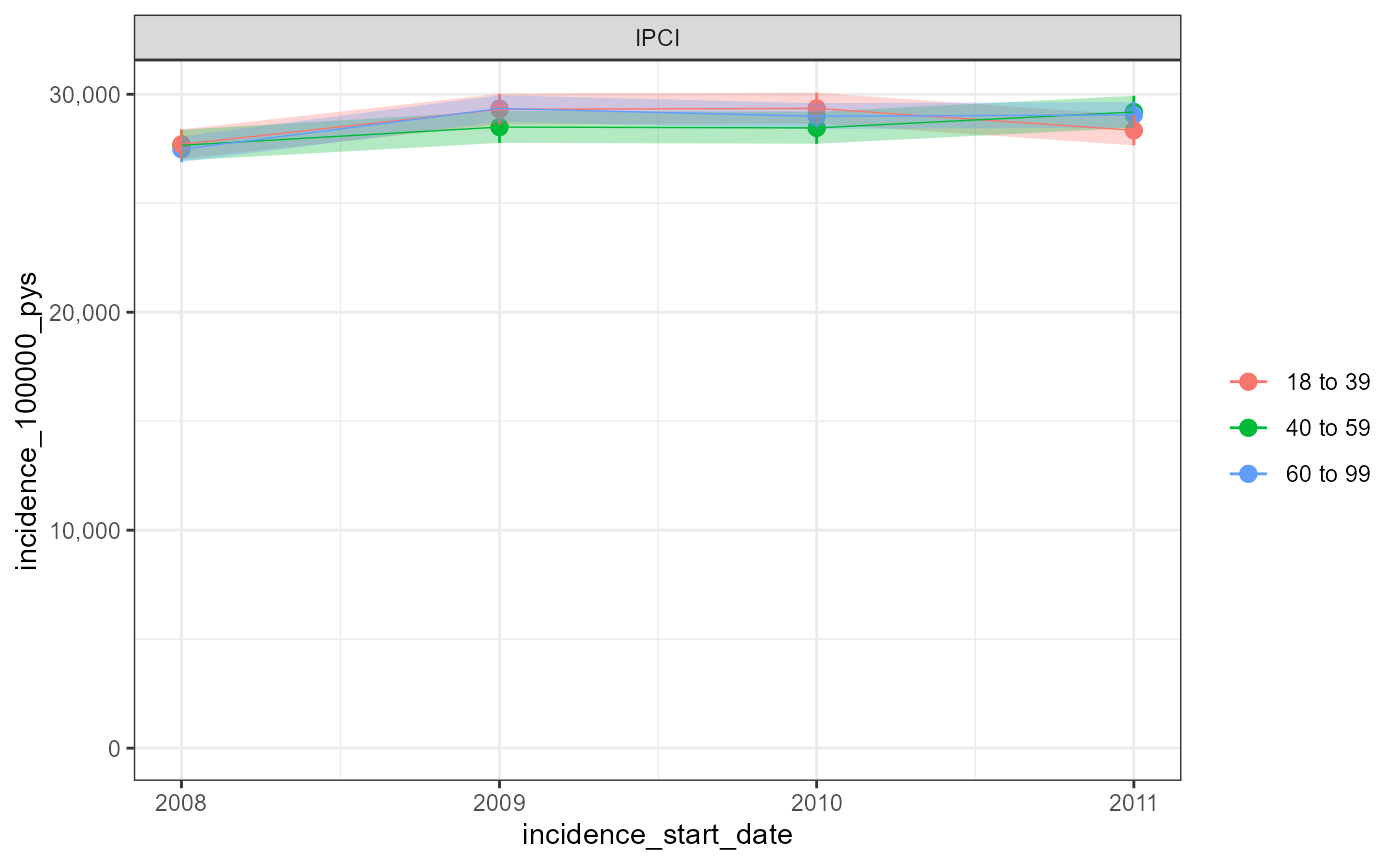 IPCI
incidence_100000_pys
30,000
20,000
10,000
0
2008 2009 2010 2011
incidence_start_date
18 to 39
40 to 59
60 to 99